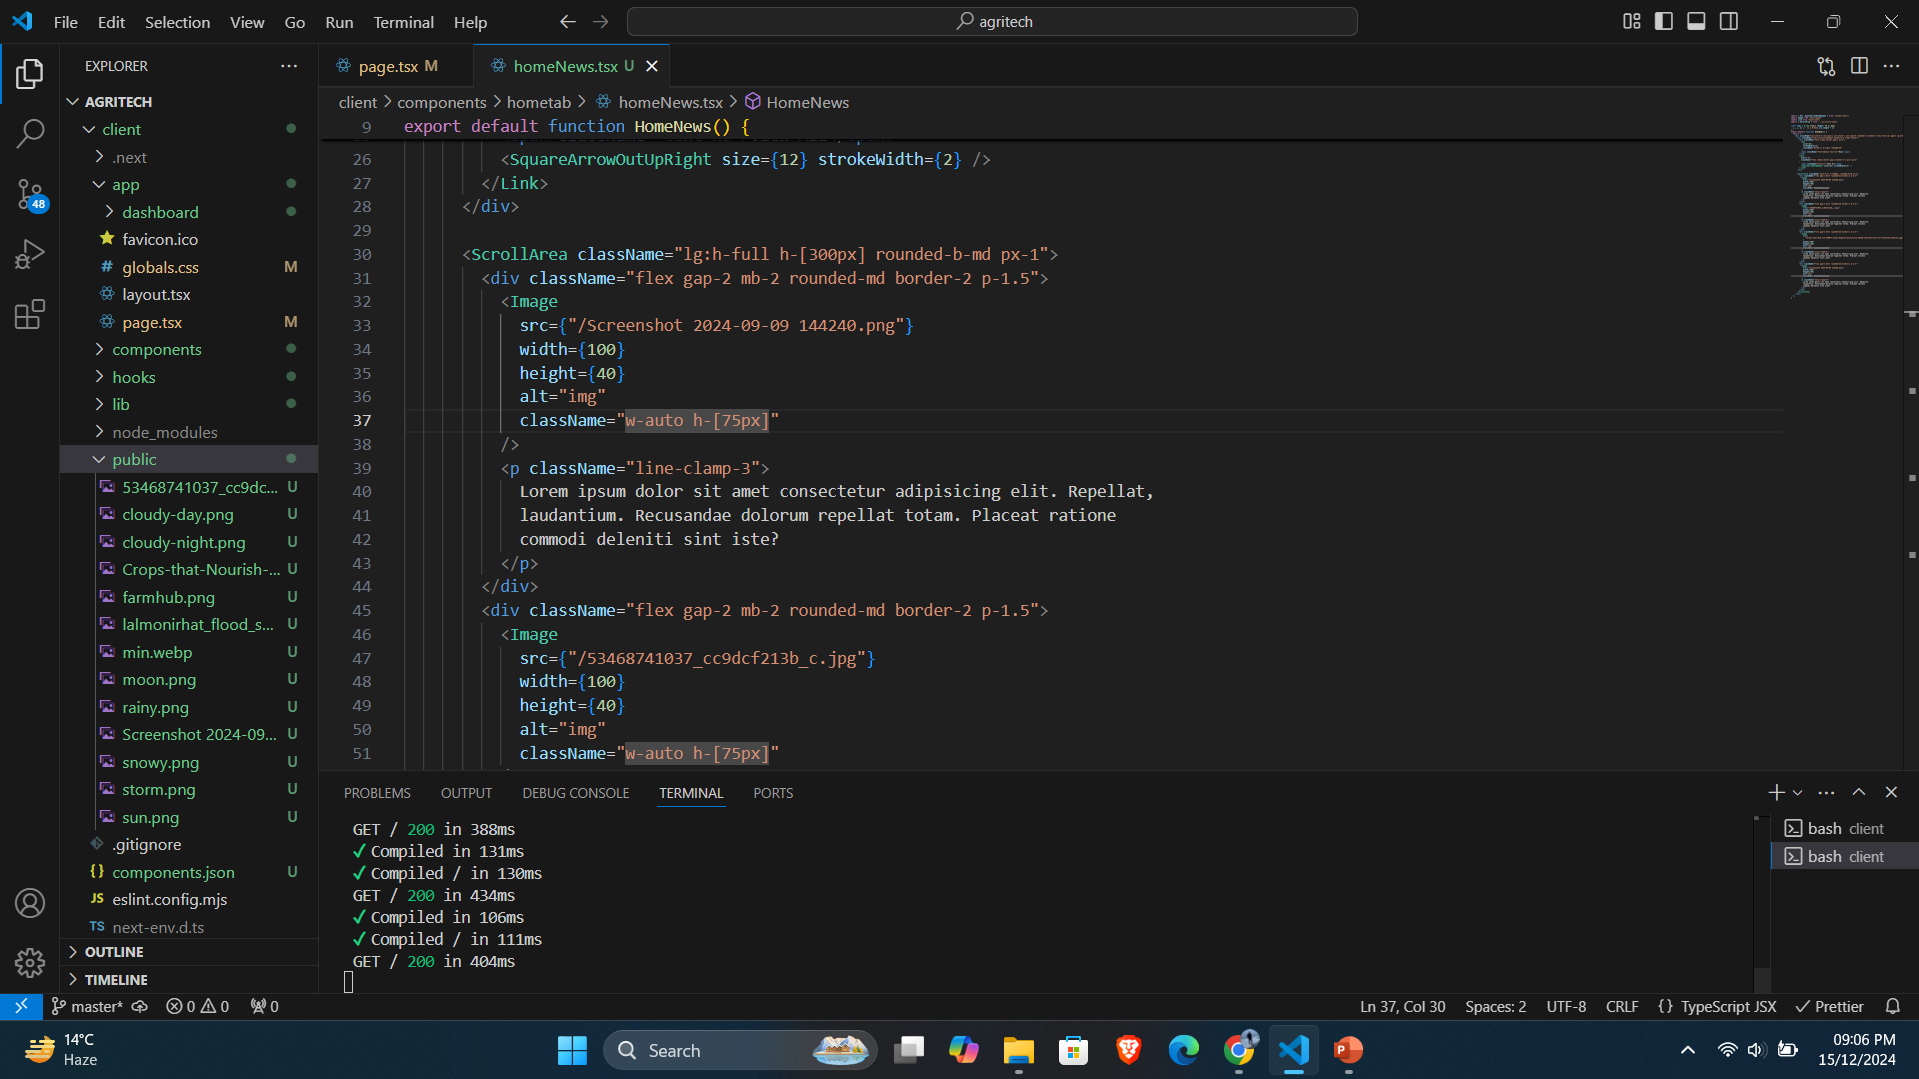 File Edit Selection View Go Run Terminal Help
agritech
EXPLORER
AGRITECH
client
.next
app
dashboard
favicon.ico
globals.css M
layout.tsx
page.tsx M
components
hooks
lib
node_modules
public
53468741037_cc9dc... U
cloudy-day.png U
cloudy-night.png U
Crops-that-Nourish-... U
farmhub.png U
lalmonirhat_flood_s... U
min.webp U
moon.png U
rainy.png U
Screenshot 2024-09... U
snowy.png U
storm.png U
sun.png U
.gitignore
components.json U
eslint.config.mjs
next-env.d.ts
OUTLINE
TIMELINE
48
page.tsx M
homeNews.tsx U
client > components > hometab > homeNews.tsx > HomeNews
9 export default function HomeNews() {
26 <SquareArrowOutUpRight size={12} strokeWidth={2} />
27 </Link>
28 </div>
29
30 <ScrollArea className="lg:h-full h-[300px] rounded-b-md px-1">
31 <div className="flex gap-2 mb-2 rounded-md border-2 p-1.5">
32 <Image
33 src={"/Screenshot 2024-09-09 144240.png"}
34 width={100}
35 height={40}
36 alt="img"
37 className="w-auto h-[75px]"
38 />
39 <p className="line-clamp-3">
40 Lorem ipsum dolor sit amet consectetur adipisicing elit. Repellat,
41 laudantium. Recusandae dolorum repellat totam. Placeat ratione
42 commodi deleniti sint iste?
43 </p>
44 </div>
45 <div className="flex gap-2 mb-2 rounded-md border-2 p-1.5">
46 <Image
47 src={"/53468741037_cc9dcf213b_c.jpg"}
48 width={100}
49 height={40}
50 alt="img"
51 className="w-auto h-[75px]"
PROBLEMS OUTPUT DEBUG CONSOLE TERMINAL PORTS
GET / 200 in 388ms
✓ Compiled in 131ms
✓ Compiled / in 130ms
GET / 200 in 434ms
✓ Compiled in 106ms
✓ Compiled / in 111ms
GET / 200 in 404ms
bash client
bash client
master* 0 0 0
Ln 37, Col 30 Spaces: 2 UTF-8 CRLF {} TypeScript JSX Prettier
14°C
Haze
Search
09:06 PM
15/12/2024